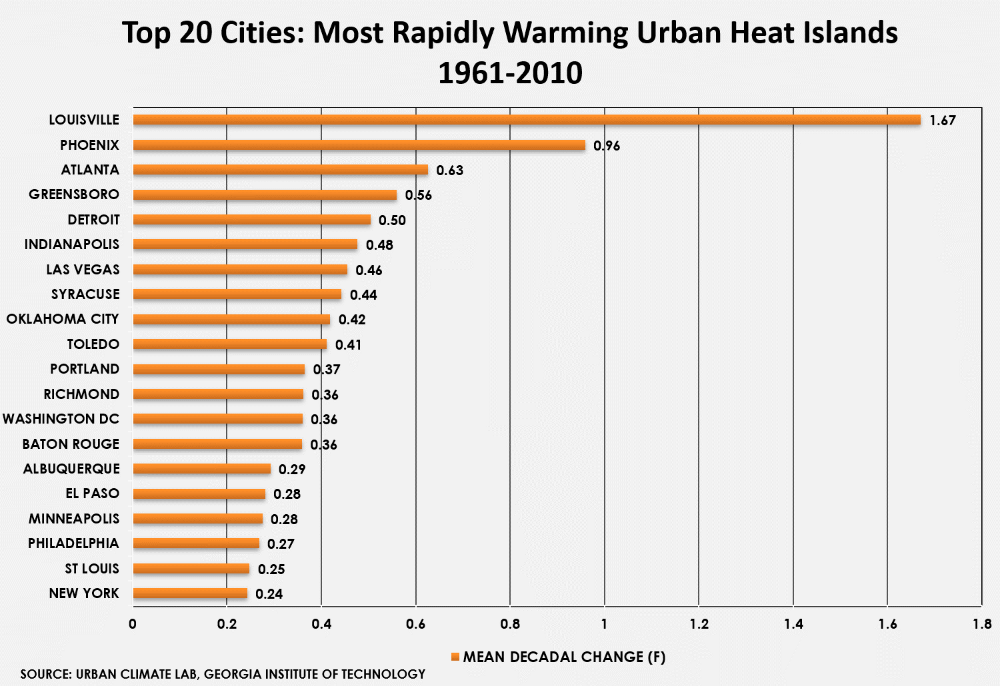 Top 20 Cities: Most Rapidly Warming Urban Heat Islands
1961-2010
LOUISVILLE 1.67
PHOENIX 0.96
ATLANTA 0.63
GREENSBORO 0.56
DETROIT 0.50
INDIANAPOLIS 0.48
LAS VEGAS 0.46
SYRACUSE 0.44
OKLAHOMA CITY 0.42
TOLEDO 0.41
PORTLAND 0.37
RICHMOND 0.36
WASHINGTON DC 0.36
BATON ROUGE 0.36
ALBUQUERQUE 0.29
EL PASO 0.28
MINNEAPOLIS 0.28
PHILADELPHIA 0.27
ST LOUIS 0.25
NEW YORK 0.24
0 0.2 0.4 0.6 0.8 1 1.2 1.4 1.6 1.8
MEAN DECADAL CHANGE (F)
SOURCE: URBAN CLIMATE LAB, GEORGIA INSTITUTE OF TECHNOLOGY